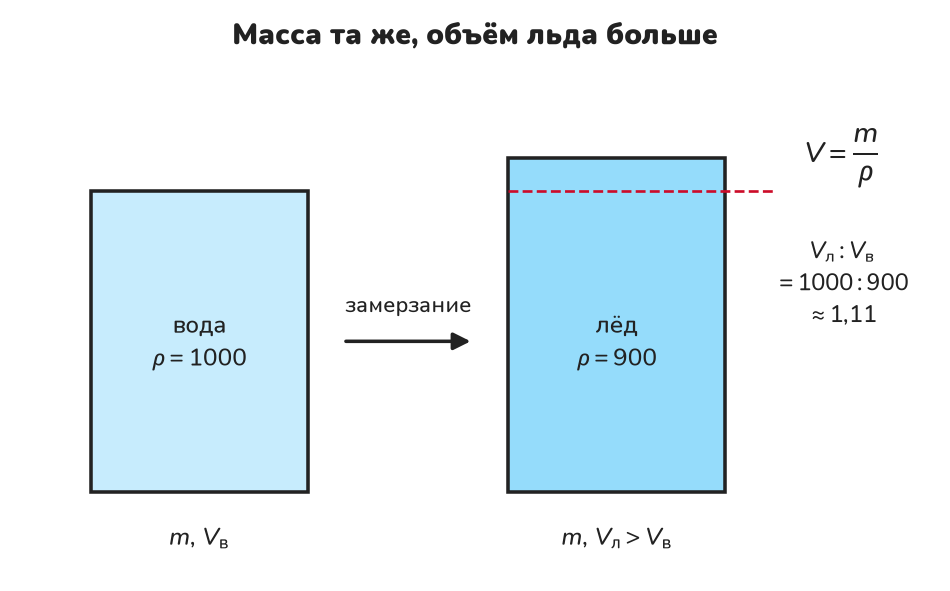 Масса та же, объём льда больше
V = m/ρ
Vл : Vв
= 1000 : 900
≈ 1,11
замерзание
вода
ρ = 1000
лёд
ρ = 900
m, Vв
m, Vл > Vв